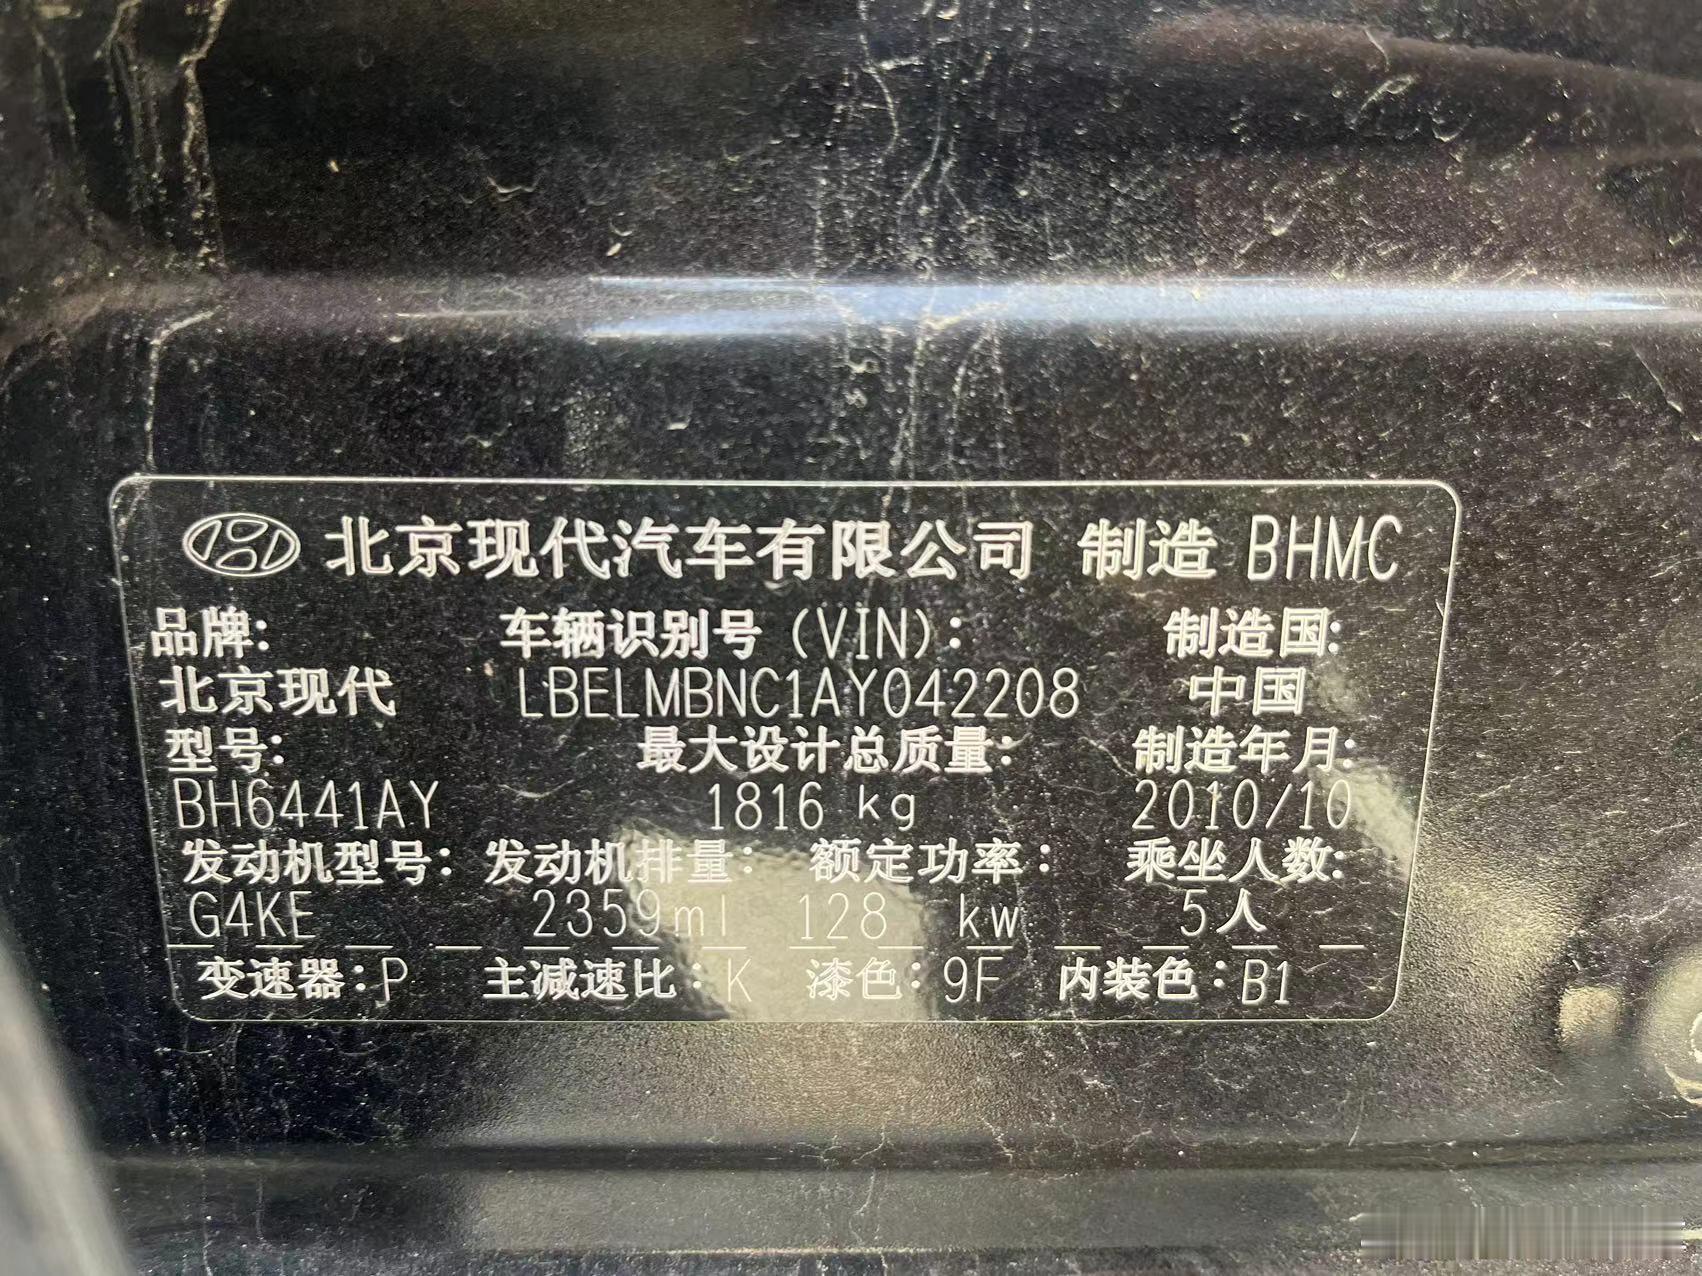 北京现代汽车有限公司 制造 BHMC
品牌: 车辆识别号 (VIN): 制造国:
北京现代 LBELMBNC1AY042208 中国
型号: 最大设计总质量: 制造年月:
BH6441AY 1816 kg 2010/10
发动机型号: 发动机排量: 额定功率: 乘坐人数:
G4KE 2359ml 128 kw 5人
变速器:P 主减速比:K 漆色:9F 内装色:B1